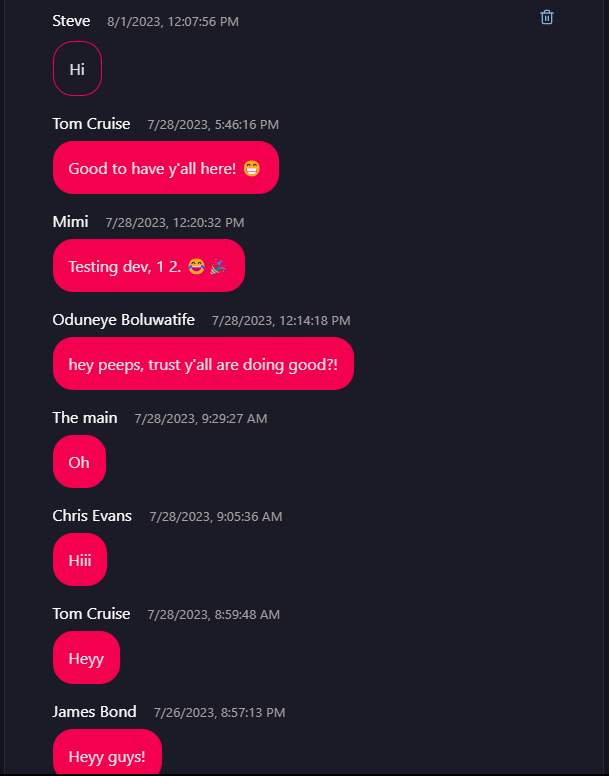 Steve 8/1/2023, 12:07:56 PM
Hi
Tom Cruise 7/28/2023, 5:46:16 PM
Good to have y'all here! 😁
Mimi 7/28/2023, 12:20:32 PM
Testing dev, 1 2. 😂🎉
Oduneye Boluwatife 7/28/2023, 12:14:18 PM
hey peeps, trust y'all are doing good?!
The main 7/28/2023, 9:29:27 AM
Oh
Chris Evans 7/28/2023, 9:05:36 AM
Hiii
Tom Cruise 7/28/2023, 8:59:48 AM
Heyy
James Bond 7/26/2023, 8:57:13 PM
Heyy guys!